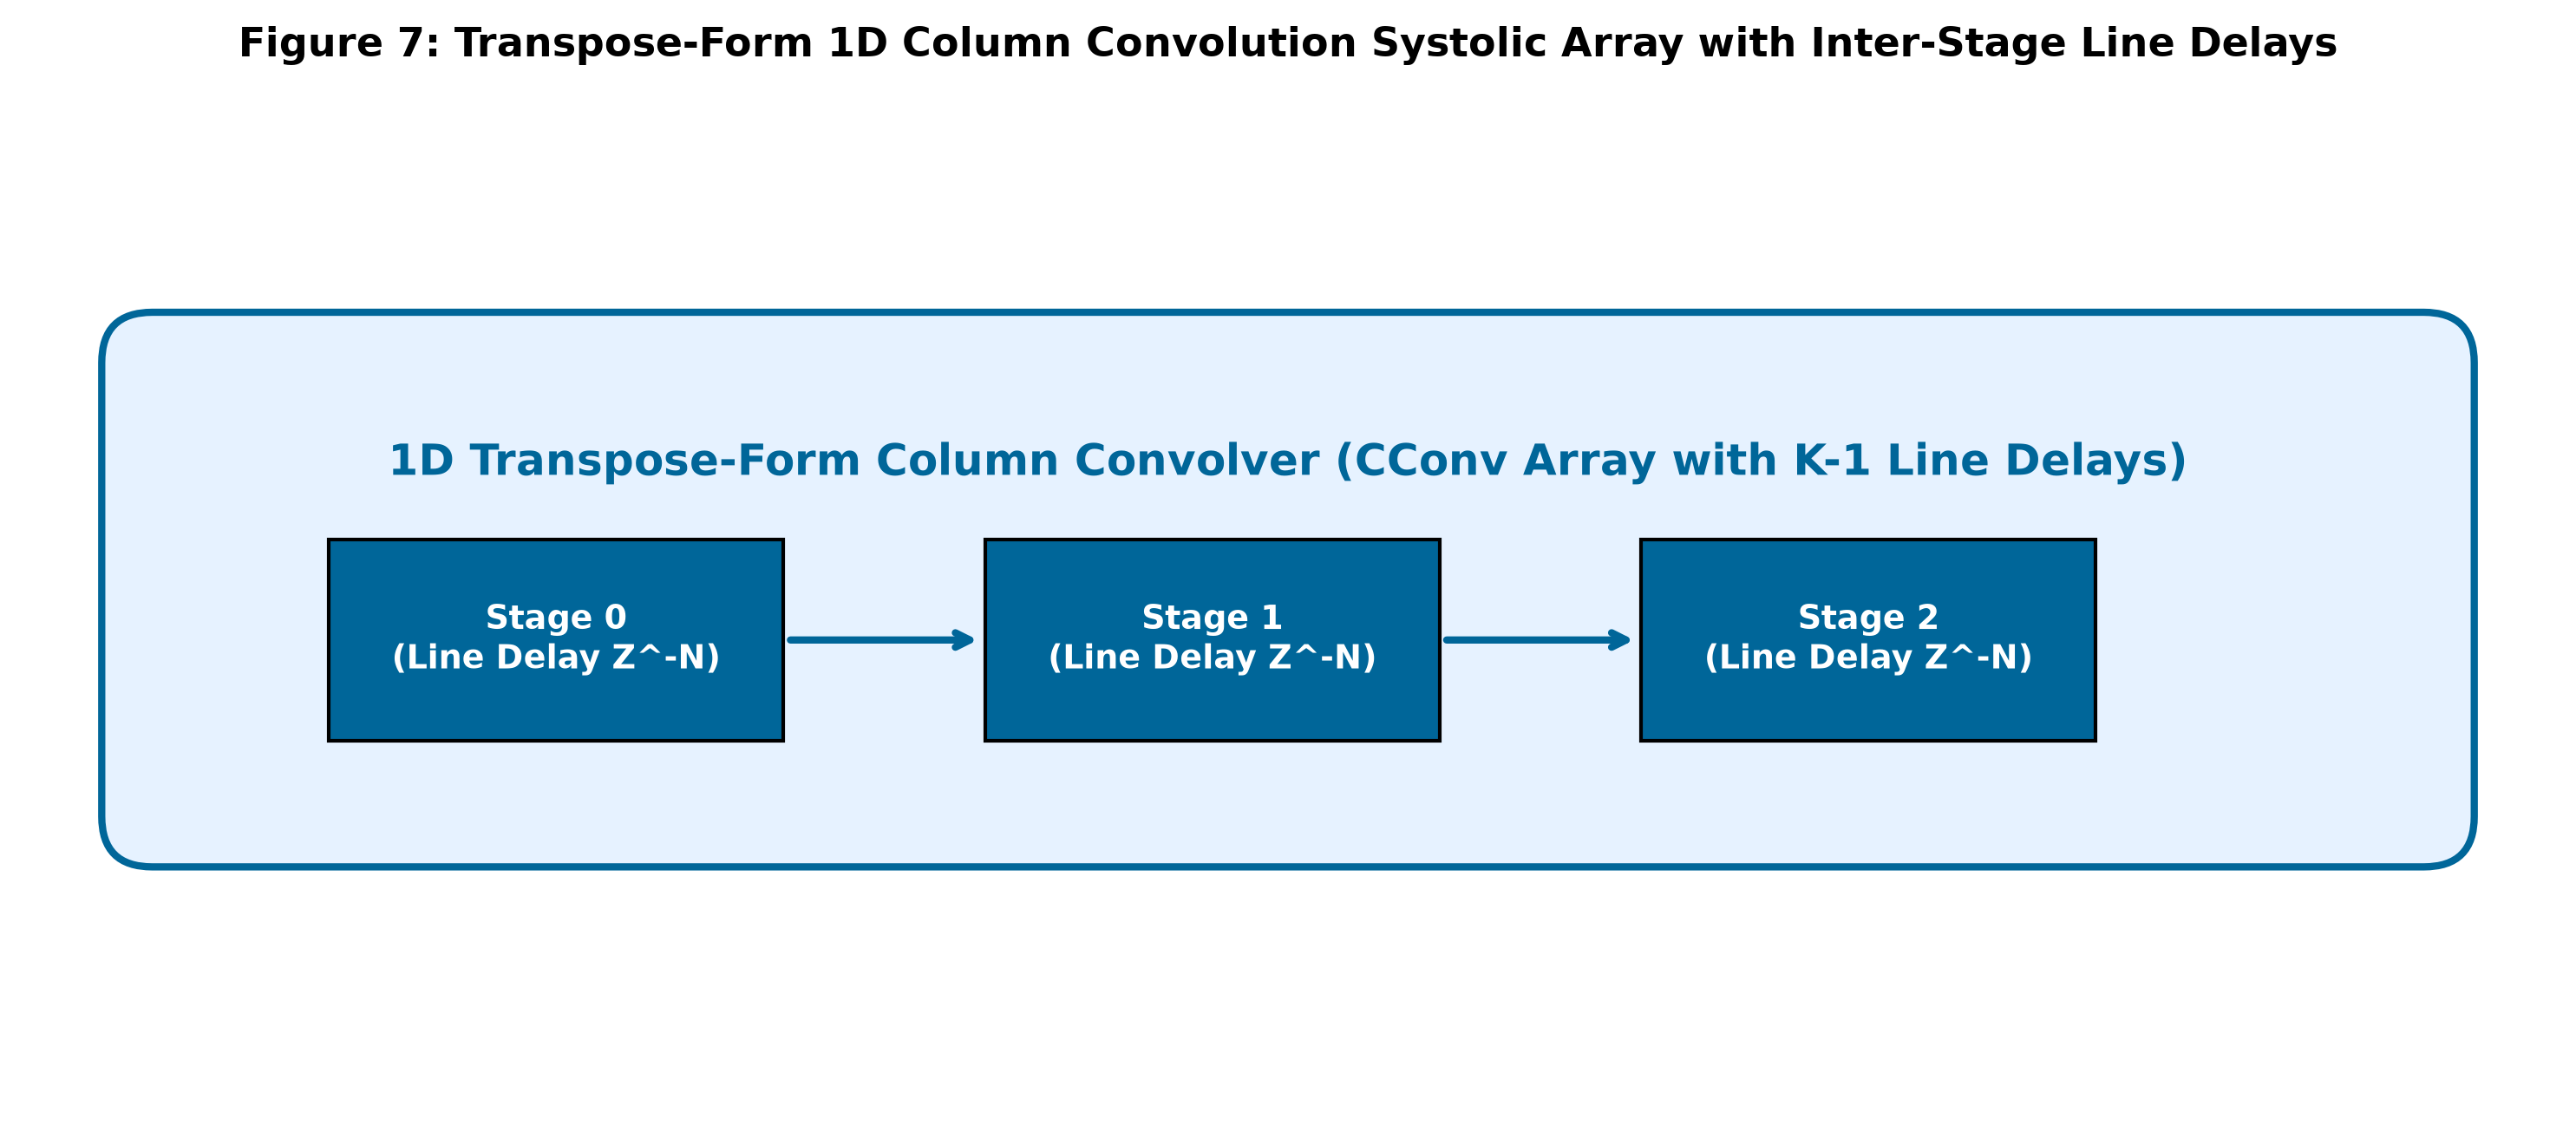 Figure 7: Transpose-Form 1D Column Convolution Systolic Array with Inter-Stage Line Delays
1D Transpose-Form Column Convolver (CConv Array with K-1 Line Delays)
Stage 0
(Line Delay Z^-N)
Stage 1
(Line Delay Z^-N)
Stage 2
(Line Delay Z^-N)